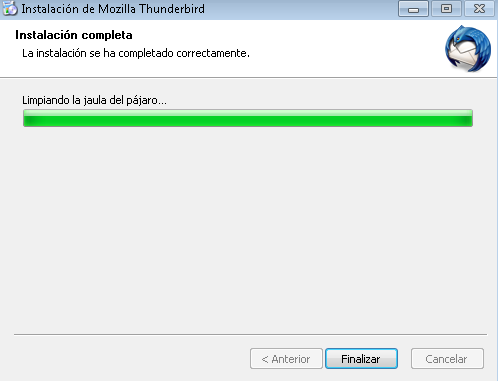 Instalación de Mozilla Thunderbird
Instalación completa
La instalación se ha completado correctamente.
Limpiando la jaula del pájaro...
< Anterior
Finalizar
Cancelar